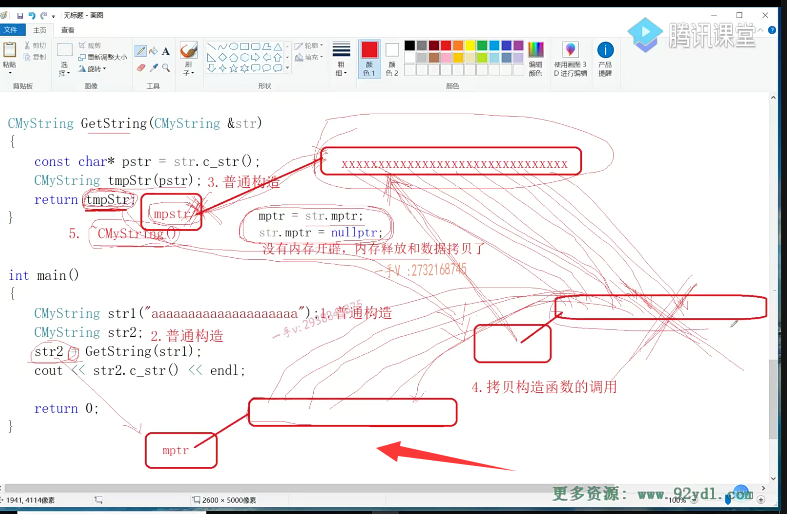 无标题 - 画图
文件
主页
查看
粘贴
剪切
复制
剪贴板
选择
裁剪
重新调整大小
旋转
图像
A
工具
刷子
轮廓
填充
形状
粗细
颜色 1
颜色 2
颜色
编辑颜色
使用画图 3D 进行编辑
产品提醒
腾讯课堂
CMyString GetString(CMyString &str)
{
const char* pstr = str.c_str();
xxxxxxxxxxxxxxxxxxxxxxxxxxxxxxx
CMyString tmpStr(pstr);
3.普通构造
return tmpStr;
mpstr
mptr = str.mptr;
str.mptr = nullptr;
}
5.
CMyString()
没有内存开辟,内存释放和数据拷贝了
一手V :2732168745
int main()
{
CMyString str1("aaaaaaaaaaaaaaaaaaaa");1.普通构造
CMyString str2;
2.普通构造
str2 = GetString(str1);
cout << str2.c_str() << endl;
4.拷贝构造函数的调用
return 0;
}
mptr
更多资源: www.92ydl.com
1941, 4114像素
2600 × 5000像素
100%